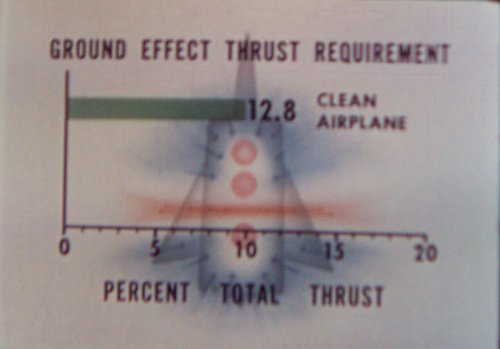 GROUND EFFECT THRUST REQUIREMENT
12.8 CLEAN
AIRPLANE
0 5 10 15 20
PERCENT TOTAL THRUST